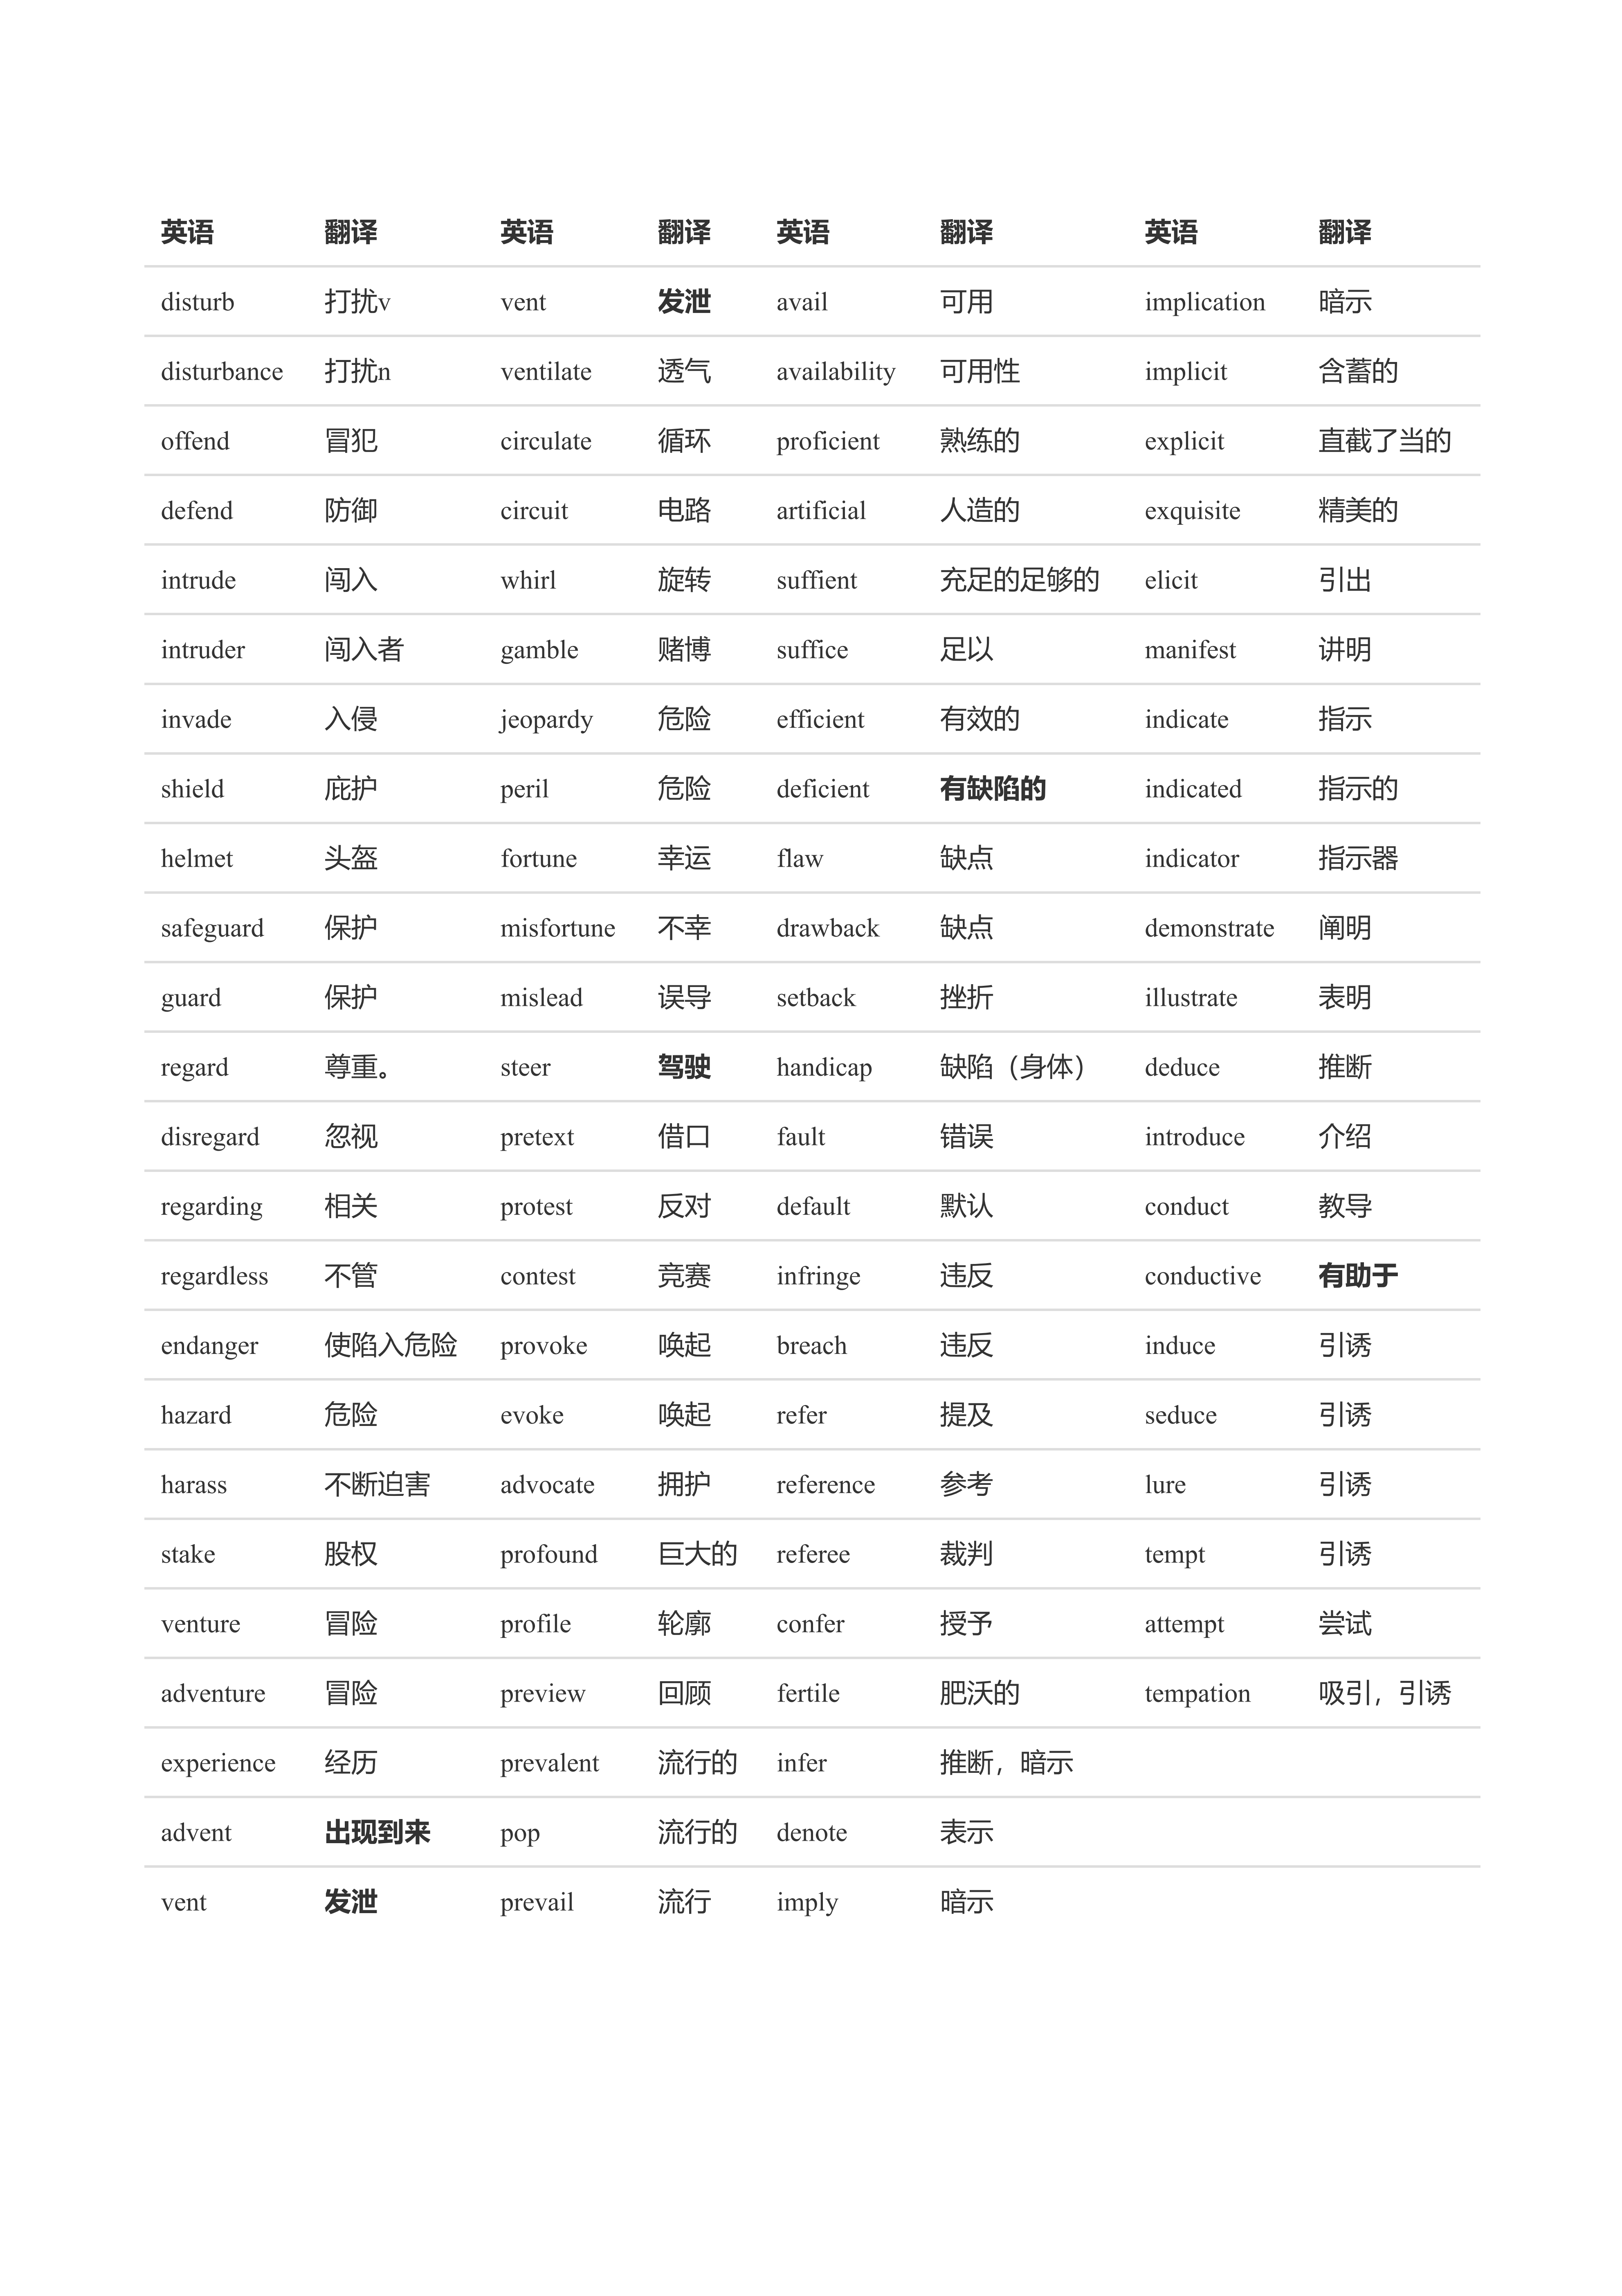 英语 翻译 英语 翻译 英语 翻译 英语 翻译
disturb 打扰v vent 发泄 avail 可用 implication 暗示
disturbance 打扰n ventilate 透气 availability 可用性 implicit 含蓄的
offend 冒犯 circulate 循环 proficient 熟练的 explicit 直截了当的
defend 防御 circuit 电路 artificial 人造的 exquisite 精美的
intrude 闯入 whirl 旋转 suffient 充足的足够的 elicit 引出
intruder 闯入者 gamble 赌博 suffice 足以 manifest 讲明
invade 入侵 jeopardy 危险 efficient 有效的 indicate 指示
shield 庇护 peril 危险 deficient 有缺陷的 indicated 指示的
helmet 头盔 fortune 幸运 flaw 缺点 indicator 指示器
safeguard 保护 misfortune 不幸 drawback 缺点 demonstrate 阐明
guard 保护 mislead 误导 setback 挫折 illustrate 表明
regard 尊重。 steer 驾驶 handicap 缺陷（身体） deduce 推断
disregard 忽视 pretext 借口 fault 错误 introduce 介绍
regarding 相关 protest 反对 default 默认 conduct 教导
regardless 不管 contest 竞赛 infringe 违反 conductive 有助于
endanger 使陷入危险 provoke 唤起 breach 违反 induce 引诱
hazard 危险 evoke 唤起 refer 提及 seduce 引诱
harass 不断迫害 advocate 拥护 reference 参考 lure 引诱
stake 股权 profound 巨大的 referee 裁判 tempt 引诱
venture 冒险 profile 轮廓 confer 授予 attempt 尝试
adventure 冒险 preview 回顾 fertile 肥沃的 tempation 吸引，引诱
experience 经历 prevalent 流行的 infer 推断，暗示
advent 出现到来 pop 流行的 denote 表示
vent 发泄 prevail 流行 imply 暗示